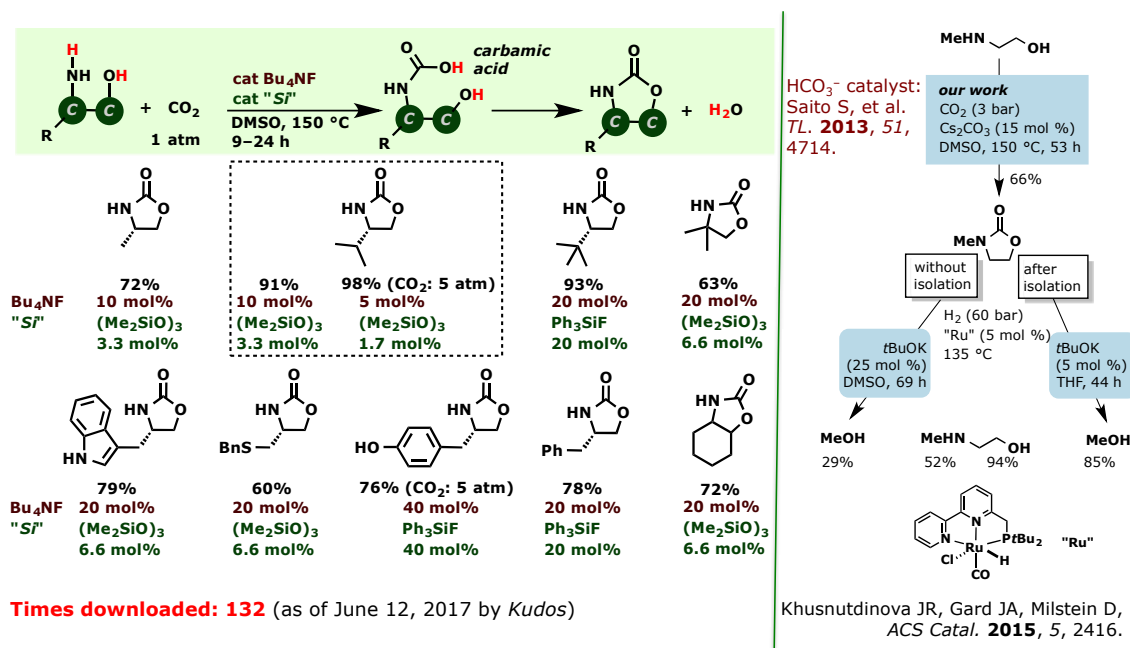 H
NH
OH
C
C
R
+ CO2
1 atm
cat Bu4NF
cat "Si"
DMSO, 150 °C
9–24 h
O
OH
carbamic
acid
HN
OH
C
C
R
O
HN
O
C
C
+ H2O
O
HN
O
72%
O
HN
O
91%
98% (CO2: 5 atm)
O
HN
O
93%
O
HN
O
63%
Bu4NF
10 mol%
10 mol%
5 mol%
20 mol%
20 mol%
"Si"
(Me2SiO)3
(Me2SiO)3
(Me2SiO)3
Ph3SiF
(Me2SiO)3
3.3 mol%
3.3 mol%
1.7 mol%
20 mol%
6.6 mol%
O
HN
O
NH
79%
O
HN
O
BnS
60%
O
HN
O
HO
76% (CO2: 5 atm)
O
HN
O
Ph
78%
HN
O
O
72%
Bu4NF
20 mol%
20 mol%
40 mol%
20 mol%
20 mol%
"Si"
(Me2SiO)3
(Me2SiO)3
Ph3SiF
Ph3SiF
(Me2SiO)3
6.6 mol%
6.6 mol%
40 mol%
20 mol%
6.6 mol%
Times downloaded: 132 (as of June 12, 2017 by Kudos)
MeHN
OH
HCO3– catalyst:
Saito S, et al.
TL. 2013, 51,
4714.
our work
CO2 (3 bar)
Cs2CO3 (15 mol %)
DMSO, 150 °C, 53 h
66%
O
MeN
O
without
isolation
after
isolation
H2 (60 bar)
"Ru" (5 mol %)
135 °C
tBuOK
(25 mol %)
DMSO, 69 h
tBuOK
(5 mol %)
THF, 44 h
MeOH
29%
MeHN
OH
52%
94%
MeOH
85%
N
N
PtBu2
Ru
Cl
H
CO
"Ru"
Khusnutdinova JR, Gard JA, Milstein D,
ACS Catal. 2015, 5, 2416.